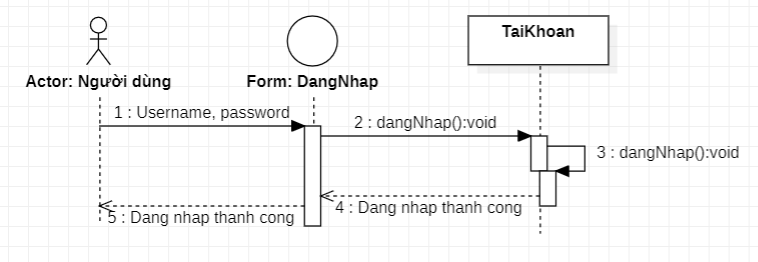 TaiKhoan
Actor: Người dùng
Form: DangNhap
1 : Username, password
2 : dangNhap():void
3 : dangNhap():void
4 : Dang nhap thanh cong
5 : Dang nhap thanh cong